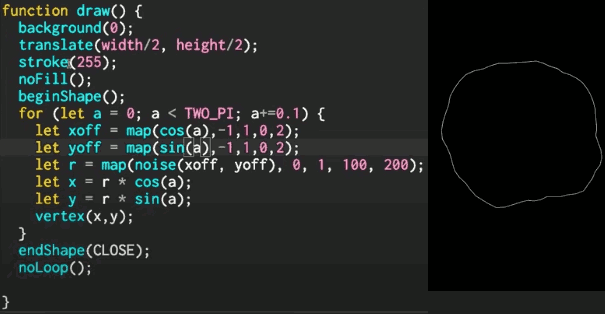 function draw() {
background(0);
translate(width/2, height/2);
stroke(255);
noFill();
beginShape();
for (let a = 0; a < TWO_PI; a+=0.1) {
let xoff = map(cos(a),-1,1,0,2);
let yoff = map(sin(a),-1,1,0,2);
let r = map(noise(xoff, yoff), 0, 1, 100, 200);
let x = r * cos(a);
let y = r * sin(a);
vertex(x,y);
}
endShape(CLOSE);
noLoop();
}